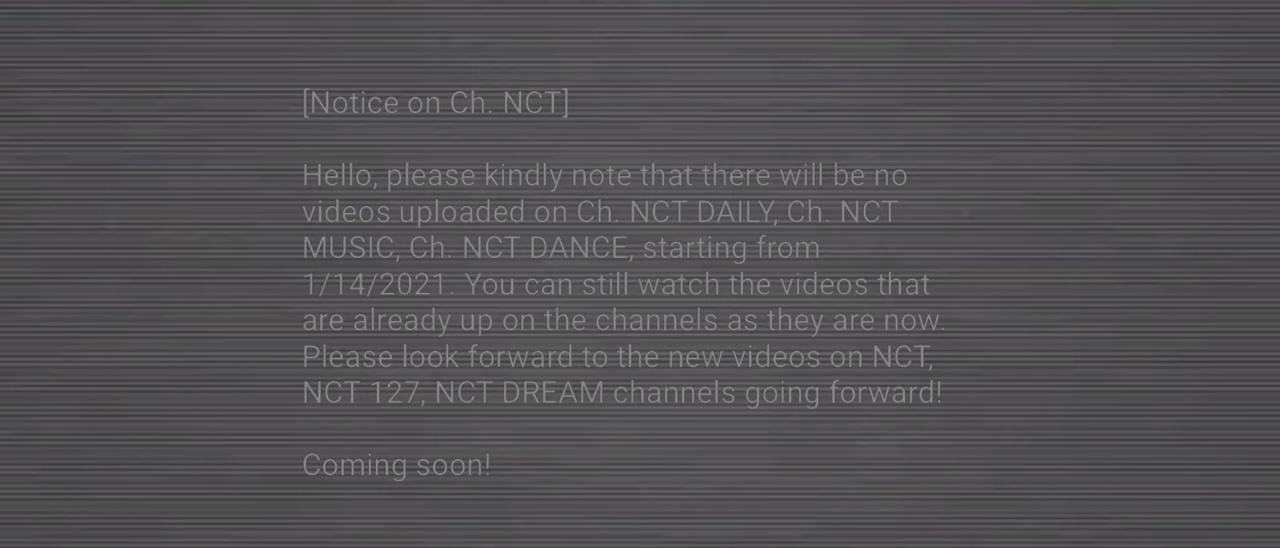 [Notice on Ch. NCT]
Hello, please kindly note that there will be no
videos uploaded on Ch. NCT DAILY, Ch. NCT
MUSIC, Ch. NCT DANCE, starting from
1/14/2021. You can still watch the videos that
are already up on the channels as they are now.
Please look forward to the new videos on NCT,
NCT 127, NCT DREAM channels going forward!
Coming soon!